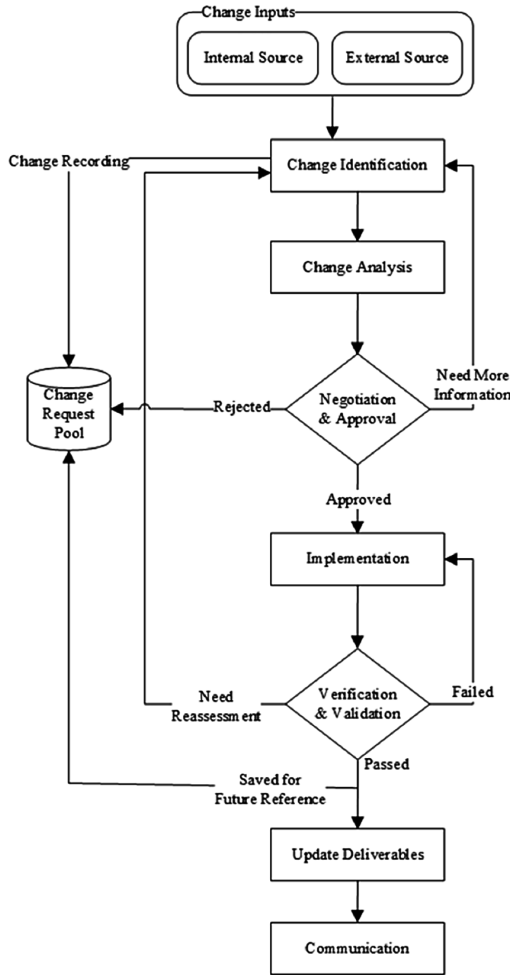 Change Inputs
Internal Source
External Source
Change Recording
Change Identification
Change Analysis
Change
Request
Pool
Rejected
Negotiation
& Approval
Need More
Information
Approved
Implementation
Need
Reassessment
Verification
& Validation
Failed
Passed
Saved for
Future Reference
Update Deliverables
Communication